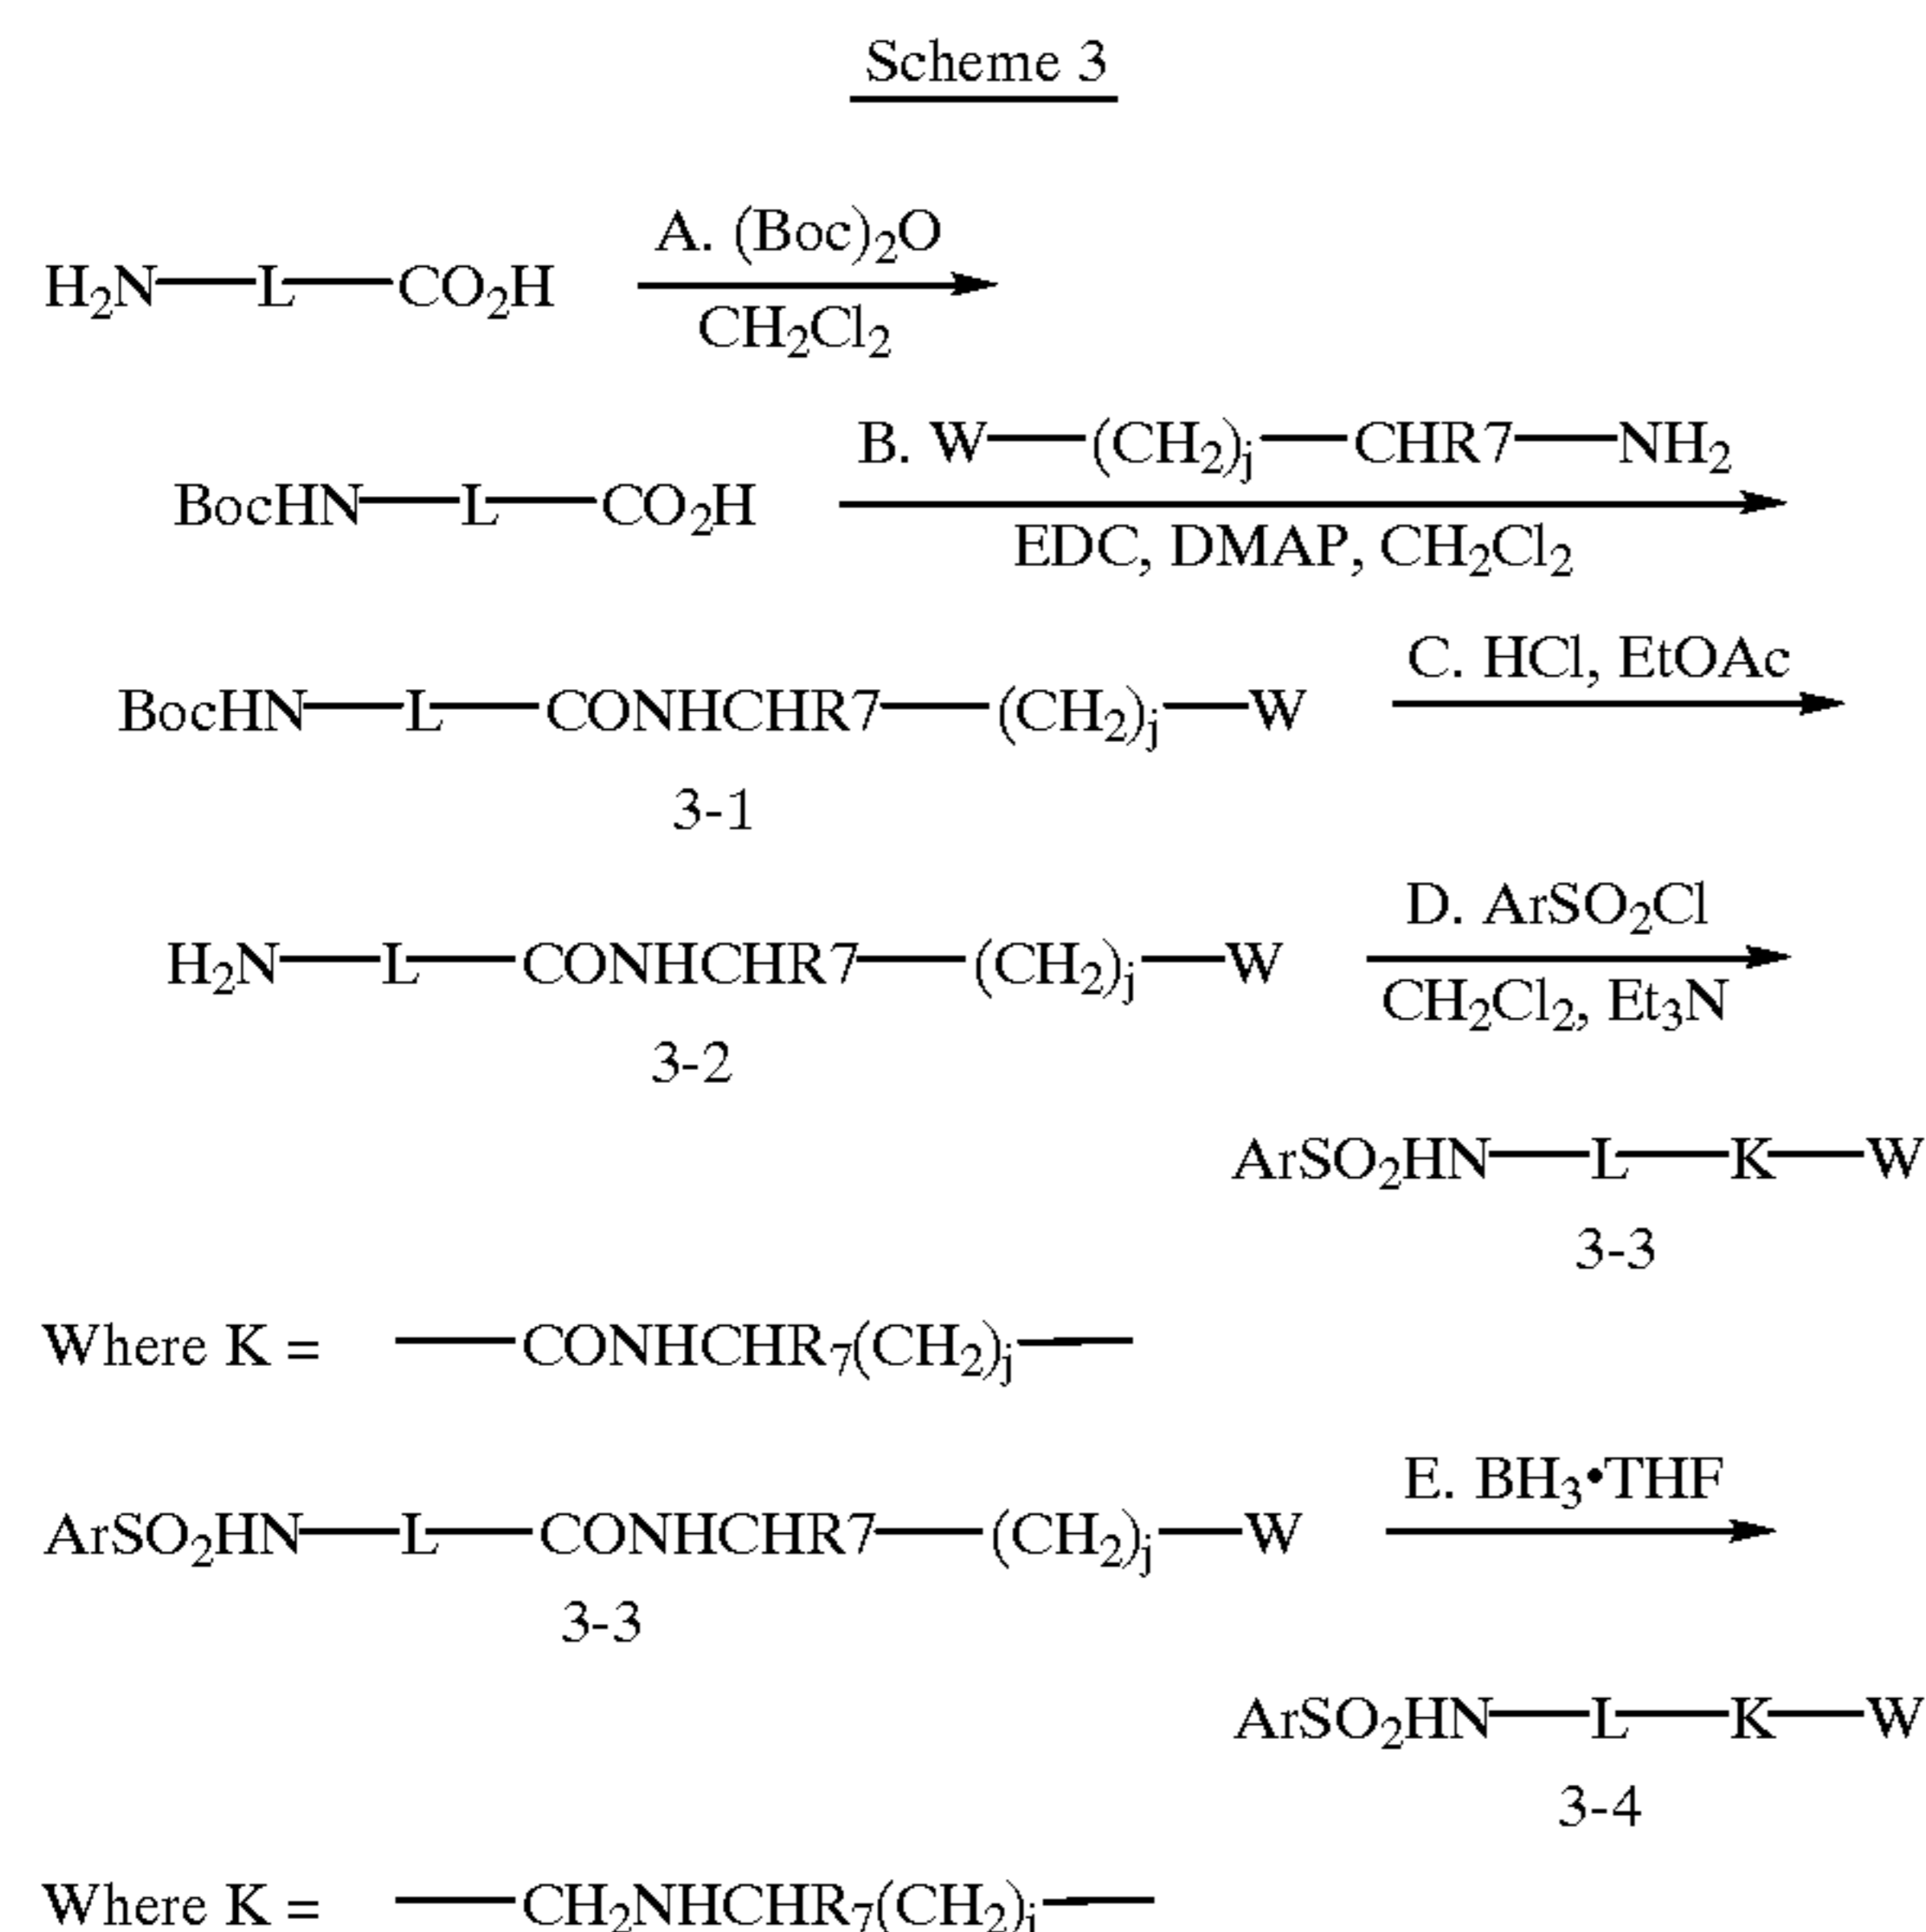 Scheme 3
A. (Boc)₂O
H₂N—L—CO₂H
CH₂Cl₂
B. W—(CH₂)ⱼ—CHR7—NH₂
BocHN—L—CO₂H
EDC, DMAP, CH₂Cl₂
C. HCl, EtOAc
BocHN—L—CONHCHR7—(CH₂)ⱼ—W
3-1
D. ArSO₂Cl
H₂N—L—CONHCHR7—(CH₂)ⱼ—W
CH₂Cl₂, Et₃N
3-2
ArSO₂HN—L—K—W
3-3
Where K = —CONHCHR₇(CH₂)ⱼ—
E. BH₃•THF
ArSO₂HN—L—CONHCHR7—(CH₂)ⱼ—W
3-3
ArSO₂HN—L—K—W
3-4
Where K = —CH₂NHCHR₇(CH₂)ⱼ—